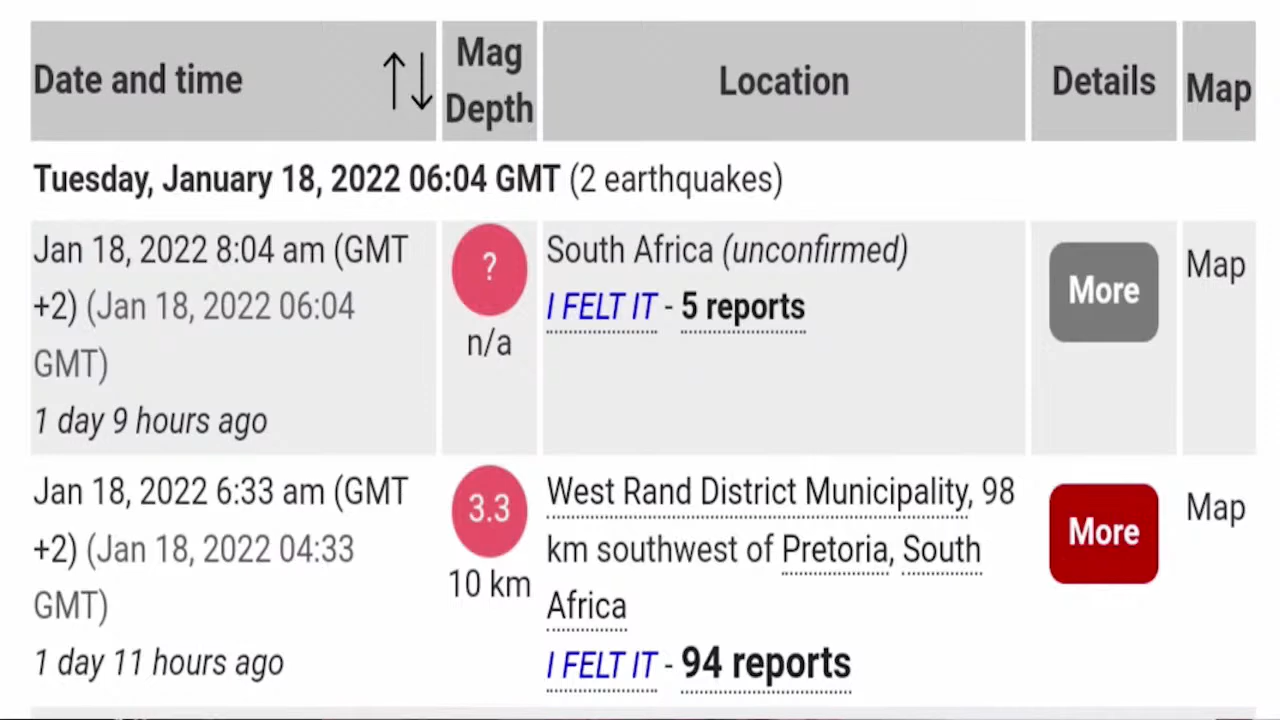 Date and time ↑↓
Mag
Depth
Location
Details
Map
Tuesday, January 18, 2022 06:04 GMT (2 earthquakes)
Jan 18, 2022 8:04 am (GMT
+2) (Jan 18, 2022 06:04
GMT)
1 day 9 hours ago
?
n/a
South Africa (unconfirmed)
I FELT IT - 5 reports
More
Map
Jan 18, 2022 6:33 am (GMT
+2) (Jan 18, 2022 04:33
GMT)
1 day 11 hours ago
3.3
10 km
West Rand District Municipality, 98
km southwest of Pretoria, South
Africa
I FELT IT - 94 reports
More
Map